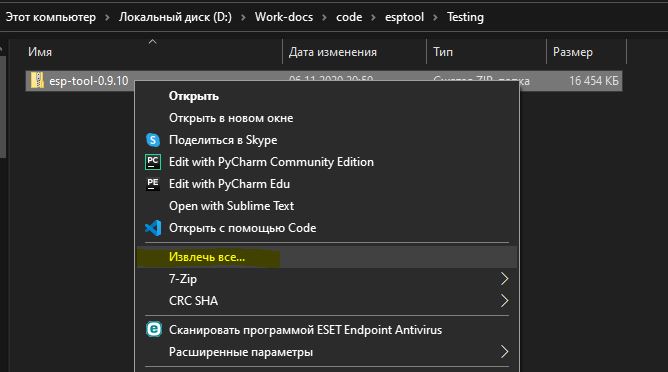 Этот компьютер > Локальный диск (D:) > Work-docs > code > esptool > Testing
Имя Дата изменения Тип Размер
esp-tool-0.9.10 06.11.2020 20:50 Сжатая ZIP-папка 16 454 КБ
Открыть
Открыть в новом окне
Поделиться в Skype
PC Edit with PyCharm Community Edition
PE Edit with PyCharm Edu
Open with Sublime Text
Открыть с помощью Code
Извлечь все...
7-Zip
CRC SHA
e Сканировать программой ESET Endpoint Antivirus
Расширенные параметры